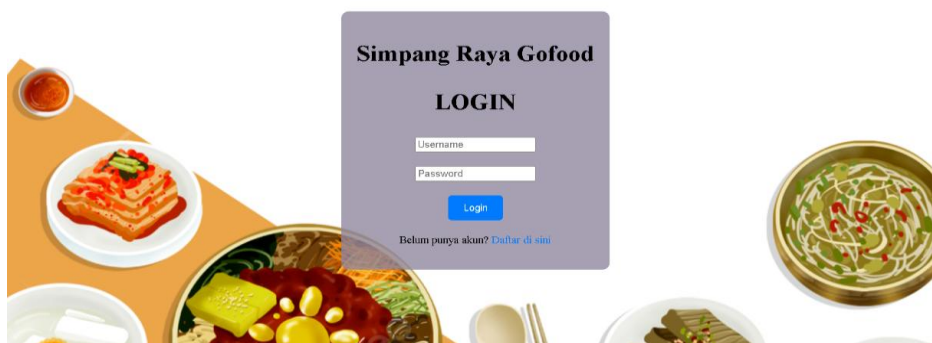 Simpang Raya Gofood
LOGIN
Username
Password
Login
Belum punya akun? Daftar di sini